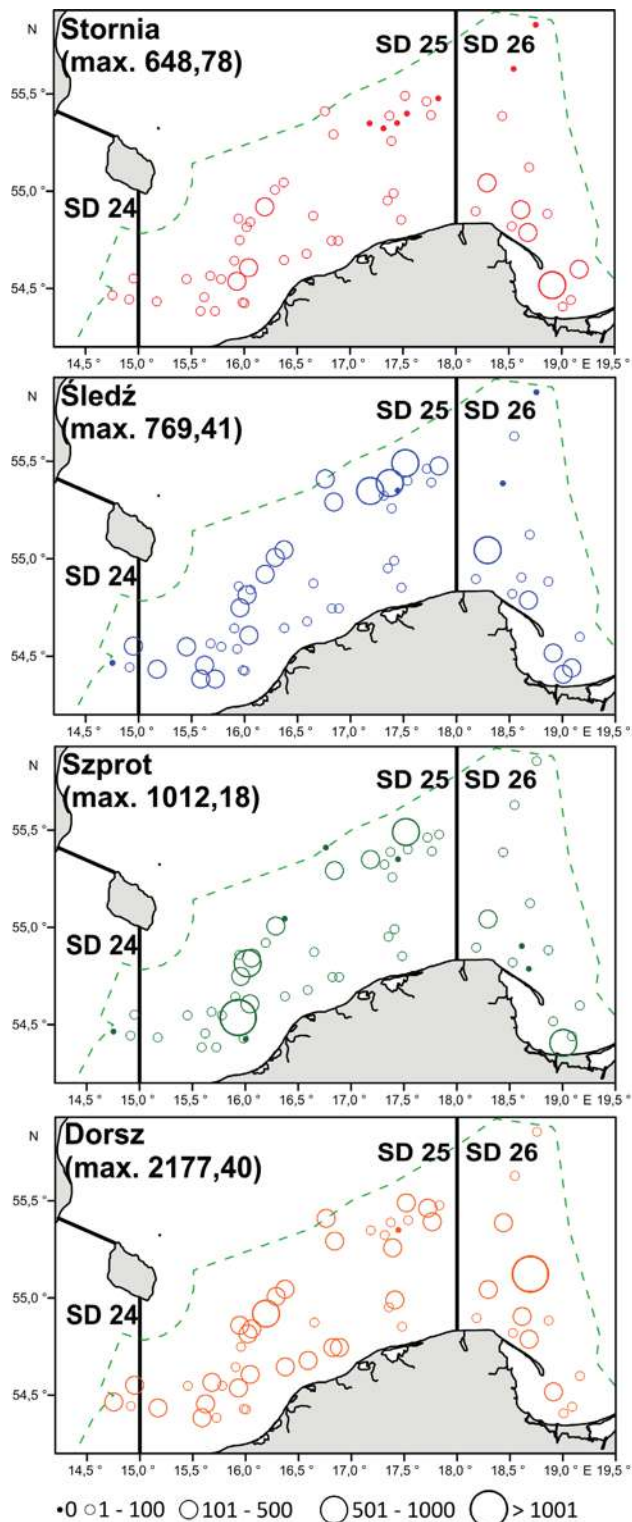 N
Stornia
(max. 648,78)
SD 25
SD 26
SD 24
55,5 °
55,0 °
54,5 °
14,5 ° 15,0 ° 15,5 ° 16,0 ° 16,5 ° 17,0 ° 17,5 ° 18,0 ° 18,5 ° 19,0 ° E 19,5 °
N
Śledź
(max. 769,41)
SD 25
SD 26
SD 24
55,5 °
55,0 °
54,5 °
14,5 ° 15,0 ° 15,5 ° 16,0 ° 16,5 ° 17,0 ° 17,5 ° 18,0 ° 18,5 ° 19,0 ° E 19,5 °
N
Szprot
(max. 1012,18)
SD 25
SD 26
SD 24
55,5 °
55,0 °
54,5 °
14,5 ° 15,0 ° 15,5 ° 16,0 ° 16,5 ° 17,0 ° 17,5 ° 18,0 ° 18,5 ° 19,0 ° E 19,5 °
N
Dorsz
(max. 2177,40)
SD 25
SD 26
SD 24
55,5 °
55,0 °
54,5 °
14,5 ° 15,0 ° 15,5 ° 16,0 ° 16,5 ° 17,0 ° 17,5 ° 18,0 ° 18,5 ° 19,0 ° E 19,5 °
0 1 - 100 101 - 500 501 - 1000 > 1001